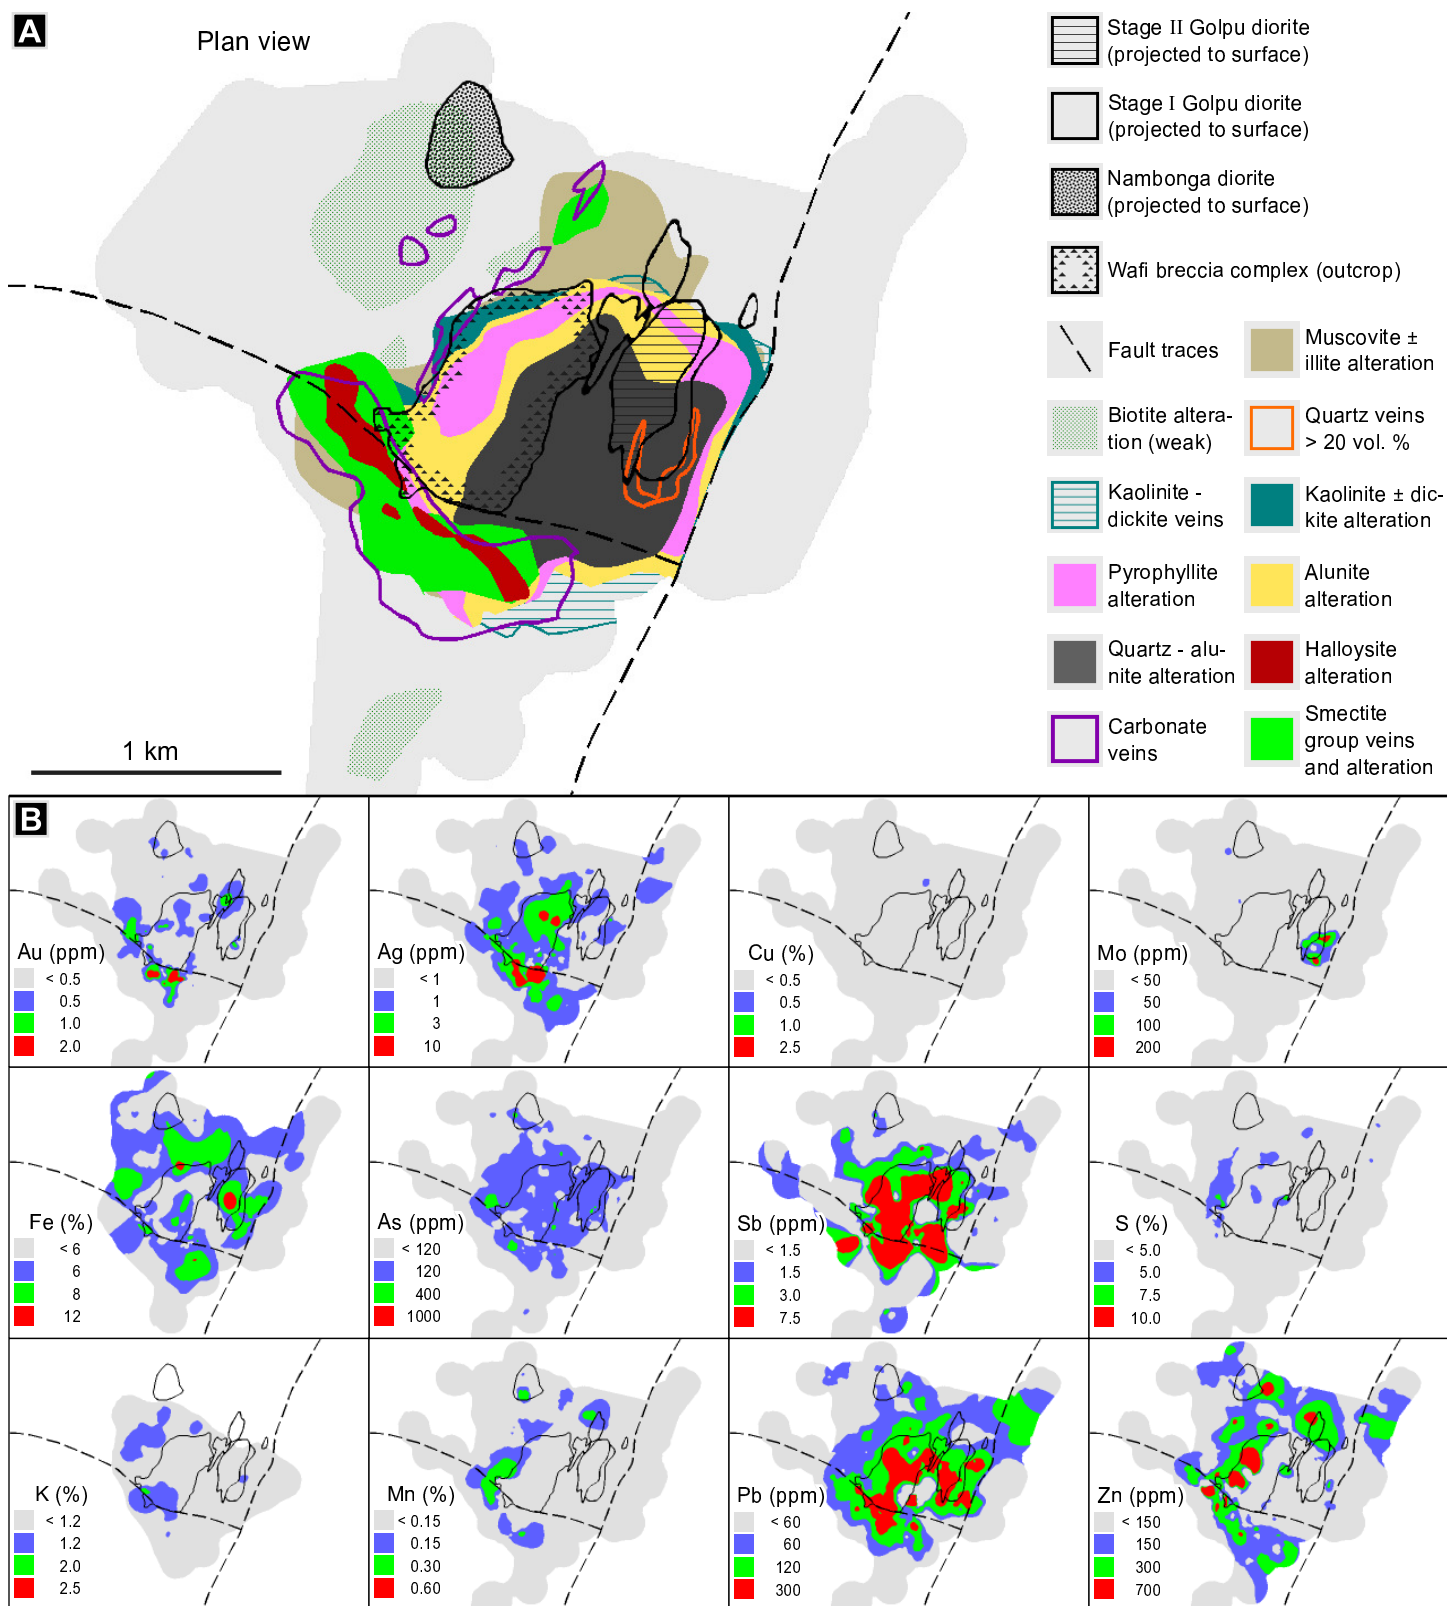 A
Plan view
Stage II Golpu diorite
(projected to surface)
Stage I Golpu diorite
(projected to surface)
Nambonga diorite
(projected to surface)
Wafi breccia complex (outcrop)
Fault traces
Muscovite ±
illite alteration
Biotite altera-
tion (weak)
Quartz veins
> 20 vol. %
Kaolinite -
dickite veins
Kaolinite ± dic-
kite alteration
Pyrophyllite
alteration
Alunite
alteration
Quartz - alu-
nite alteration
Halloysite
alteration
Carbonate
veins
Smectite
group veins
and alteration
1 km
B
Au (ppm)
< 0.5
0.5
1.0
2.0
Ag (ppm)
< 1
1
3
10
Cu (%)
< 0.5
0.5
1.0
2.5
Mo (ppm)
< 50
50
100
200
Fe (%)
< 6
6
8
12
As (ppm)
< 120
120
400
1000
Sb (ppm)
< 1.5
1.5
3.0
7.5
S (%)
< 5.0
5.0
7.5
10.0
K (%)
< 1.2
1.2
2.0
2.5
Mn (%)
< 0.15
0.15
0.30
0.60
Pb (ppm)
< 60
60
120
300
Zn (ppm)
< 150
150
300
700